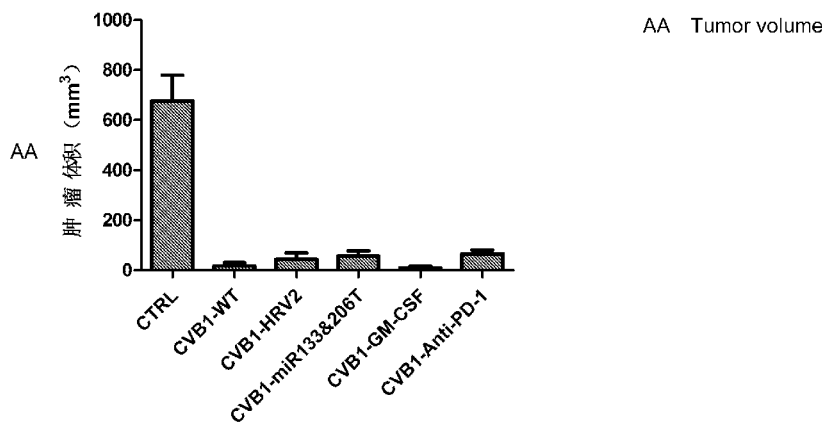 AA Tumor volume
AA
肿瘤体积 (mm³)
1000
800
600
400
200
0
CTRL
CVB1-WT
CVB1-HRV2
CVB1-miR133&206T
CVB1-GM-CSF
CVB1-Anti-PD-1